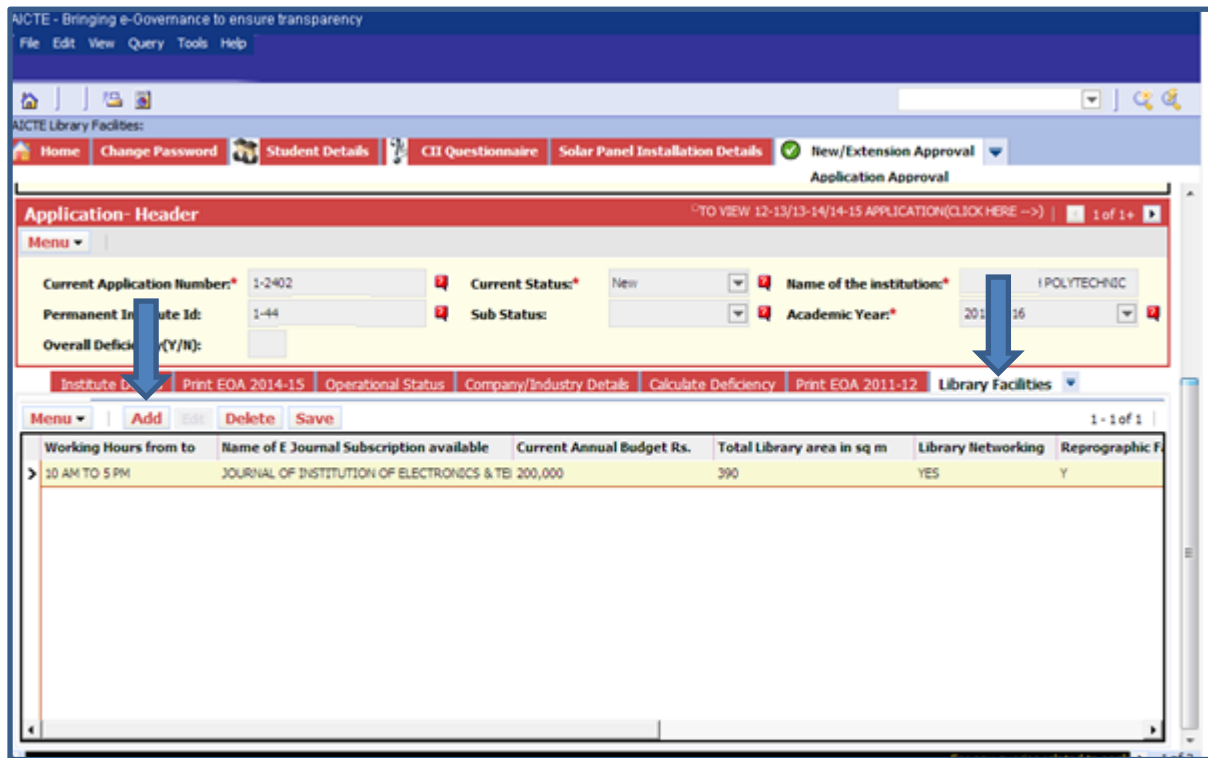 AICTE - Bringing e-Governance to ensure transparency
File Edit View Query Tools Help
AICTE Library Facilities:
Home Change Password Student Details CII Questionnaire Solar Panel Installation Details New/Extension Approval
Application Approval
Application- Header TO VIEW 12-13/13-14/14-15 APPLICATION(CLICK HERE -->) | 1 of 1+
Menu
Current Application Number:* 1-2402 Current Status:* New Name of the institution:* POLYTECHNIC
Permanent Id: 1-44 Sub Status: Academic Year:* 16
Overall (Y/N):
Institute Print EOA 2014-15 Operational Status Company/Industry Details Calculate Deficiency Print EOA 2011-12 Library Facilities
Menu Add Edit Delete Save 1 - 1 of 1
Working Hours from to Name of E Journal Subscription available Current Annual Budget Rs. Total Library area in sq m Library Networking Reprographic Fa
10 AM TO 5 PM JOURNAL OF INSTITUTION OF ELECTRONICS & TE 200,000 390 YES Y